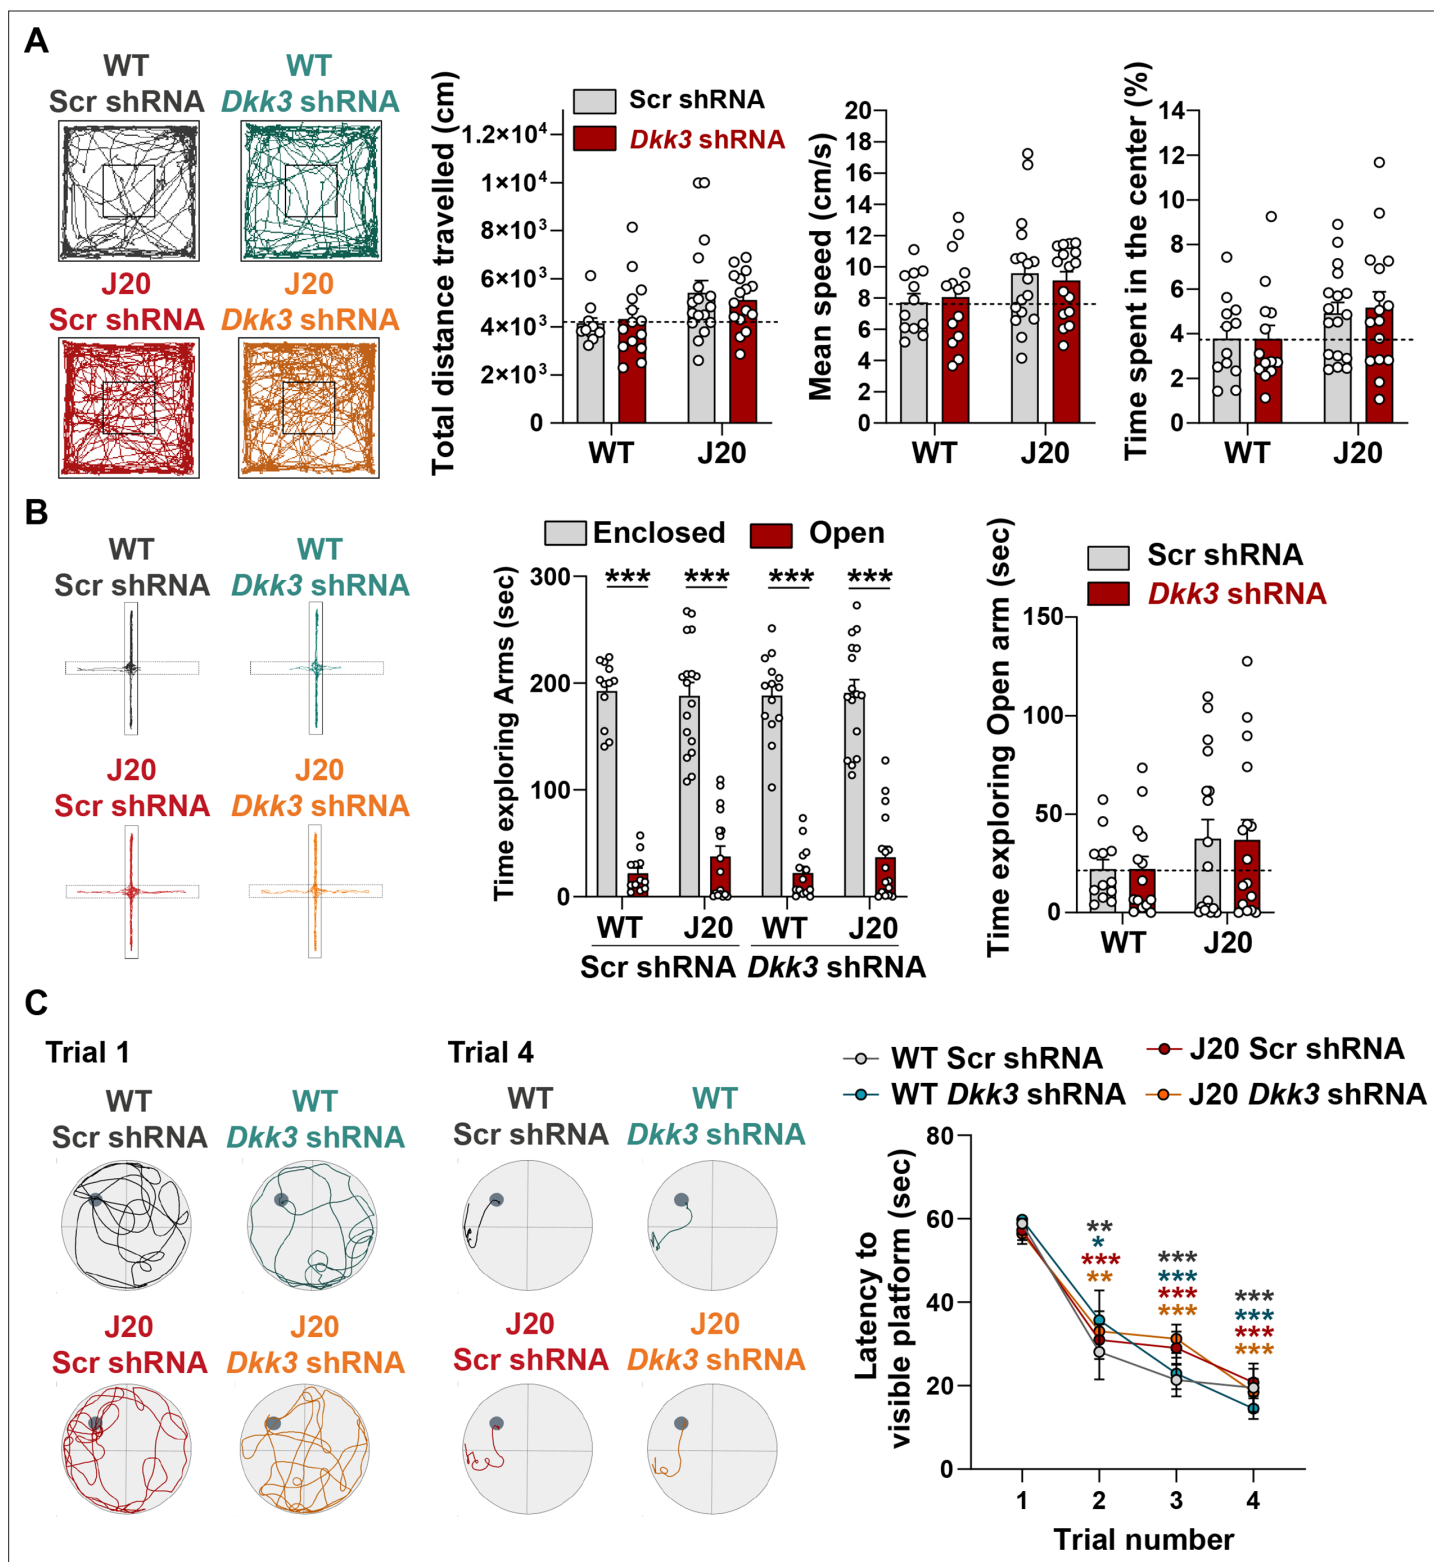 A
WT
Scr shRNA
WT
Dkk3 shRNA
J20
Scr shRNA
J20
Dkk3 shRNA
Total distance travelled (cm)
Scr shRNA
Dkk3 shRNA
1.2×10⁴
1×10⁴
8×10³
6×10³
4×10³
2×10³
0
WT
J20
Mean speed (cm/s)
20
18
16
14
12
10
8
6
4
2
0
WT
J20
Time spent in the center (%)
14
12
10
8
6
4
2
0
WT
J20
B
WT
Scr shRNA
WT
Dkk3 shRNA
J20
Scr shRNA
J20
Dkk3 shRNA
Enclosed
Open
Time exploring Arms (sec)
300
200
100
0
***
***
***
***
WT
J20
WT
J20
Scr shRNA
Dkk3 shRNA
Scr shRNA
Dkk3 shRNA
Time exploring Open arm (sec)
150
100
50
0
WT
J20
C
Trial 1
WT
Scr shRNA
WT
Dkk3 shRNA
J20
Scr shRNA
J20
Dkk3 shRNA
Trial 4
WT
Scr shRNA
WT
Dkk3 shRNA
J20
Scr shRNA
J20
Dkk3 shRNA
WT Scr shRNA
J20 Scr shRNA
WT Dkk3 shRNA
J20 Dkk3 shRNA
Latency to
visible platform (sec)
80
60
40
20
0
**
*
***
**
***
***
***
***
***
***
***
***
1
2
3
4
Trial number